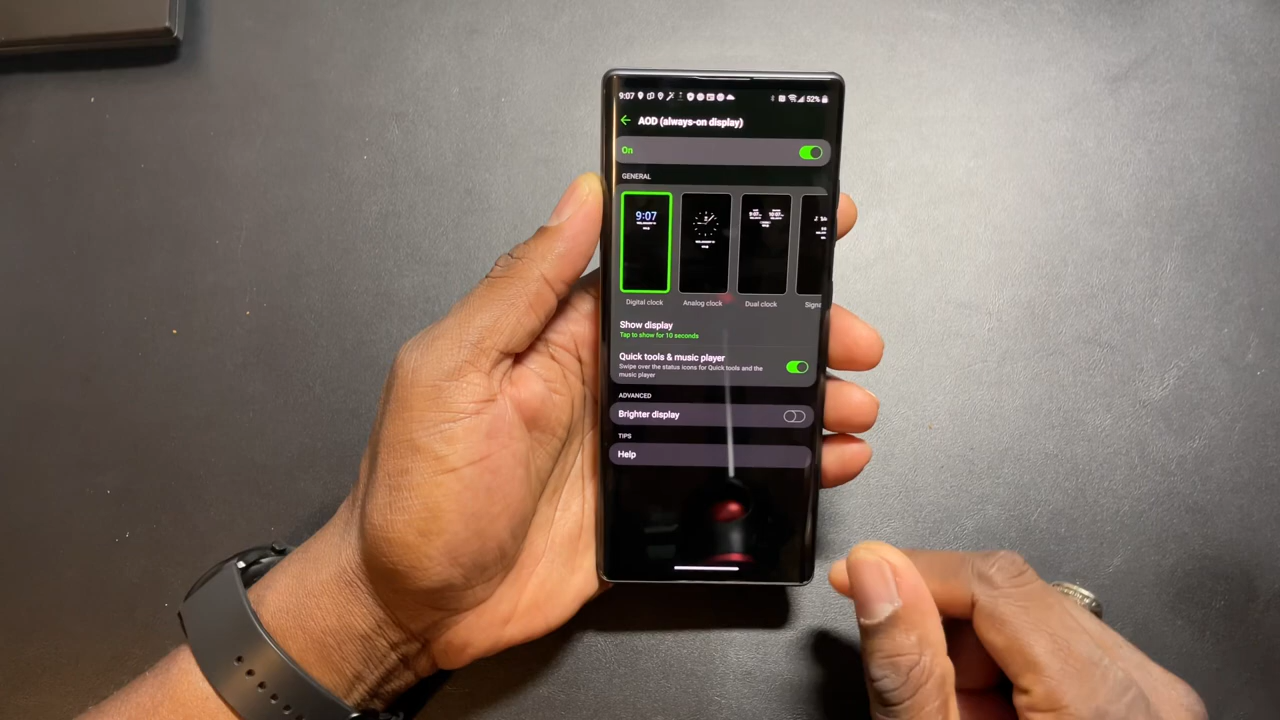 9:07
52%
AOD (always-on display)
On
GENERAL
9:07
Digital clock
Analog clock
Dual clock
Show display
Tap to show for 10 seconds
Quick tools & music player
Swipe over the status icons for Quick tools and the
music player
ADVANCED
Brighter display
TIPS
Help